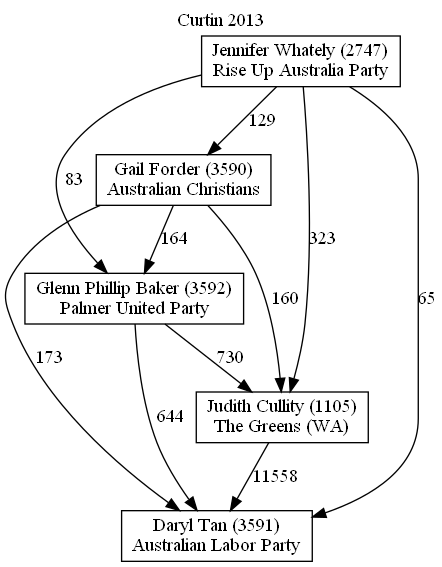 Curtin 2013
Jennifer Whately (2747)
Rise Up Australia Party
129
Gail Forder (3590)
Australian Christians
83
164
323
Glenn Phillip Baker (3592)
Palmer United Party
160
65
173
730
Judith Cullity (1105)
The Greens (WA)
644
11558
Daryl Tan (3591)
Australian Labor Party